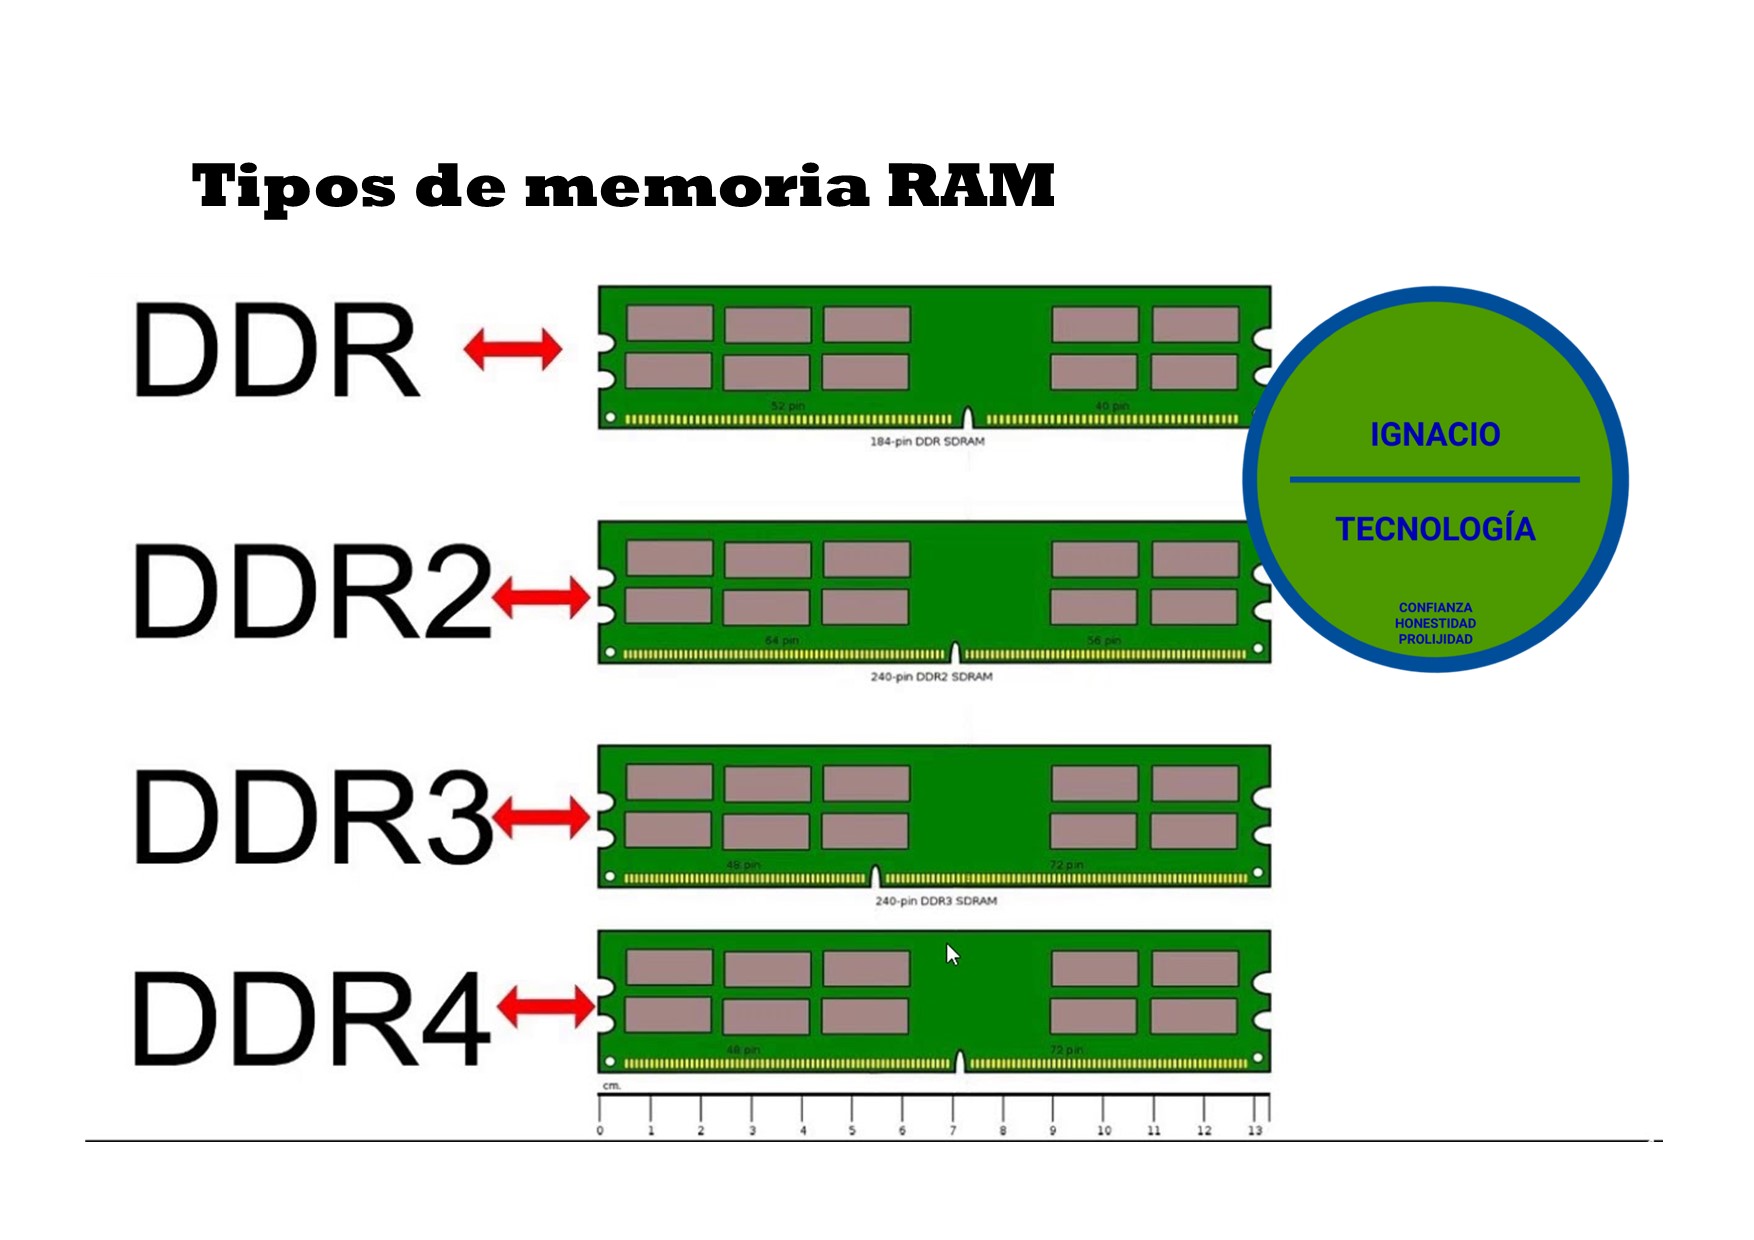 Tipos de memoria RAM
DDR
52 pin
40 pin
184-pin DDR SDRAM
IGNACIO
TECNOLOGÍA
CONFIANZA
HONESTIDAD
PROLIJIDAD
DDR2
64 pin
56 pin
240-pin DDR2 SDRAM
DDR3
48 pin
72 pin
240-pin DDR3 SDRAM
DDR4
48 pin
72 pin
cm.
0 1 2 3 4 5 6 7 8 9 10 11 12 13